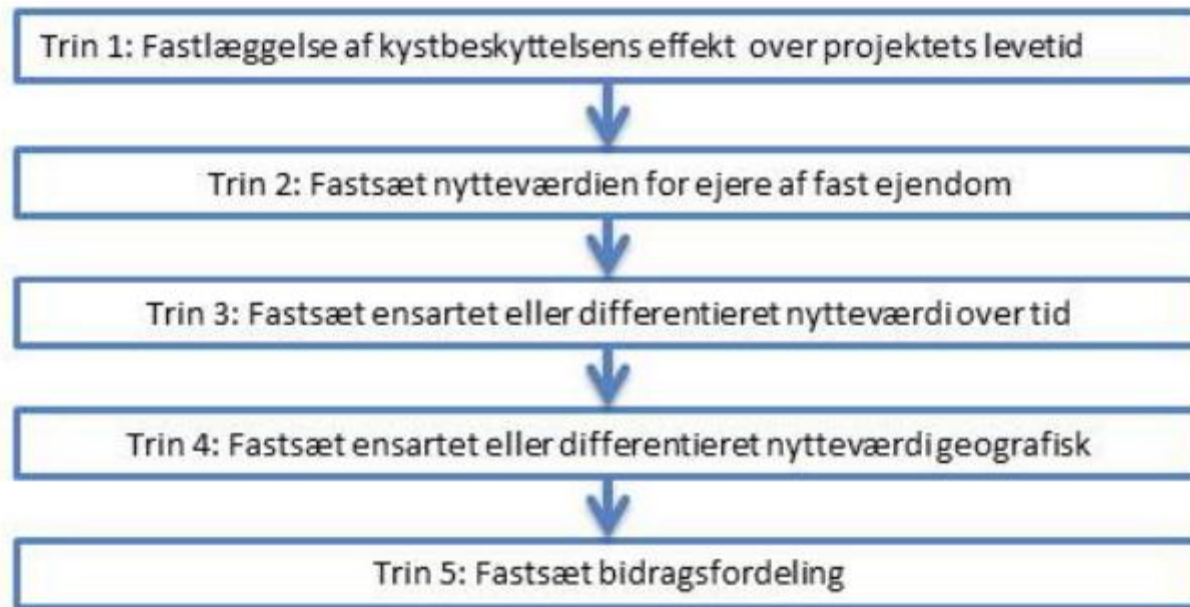 Trin 1: Fastlæggelse af kystbeskyttelsens effekt over projektets levetid
Trin 2: Fastsæt nytteværdien for ejere af fast ejendom
Trin 3: Fastsæt ensartet eller differentieret nytteværdi over tid
Trin 4: Fastsæt ensartet eller differentieret nytteværdi geografisk
Trin 5: Fastsæt bidragsfordeling